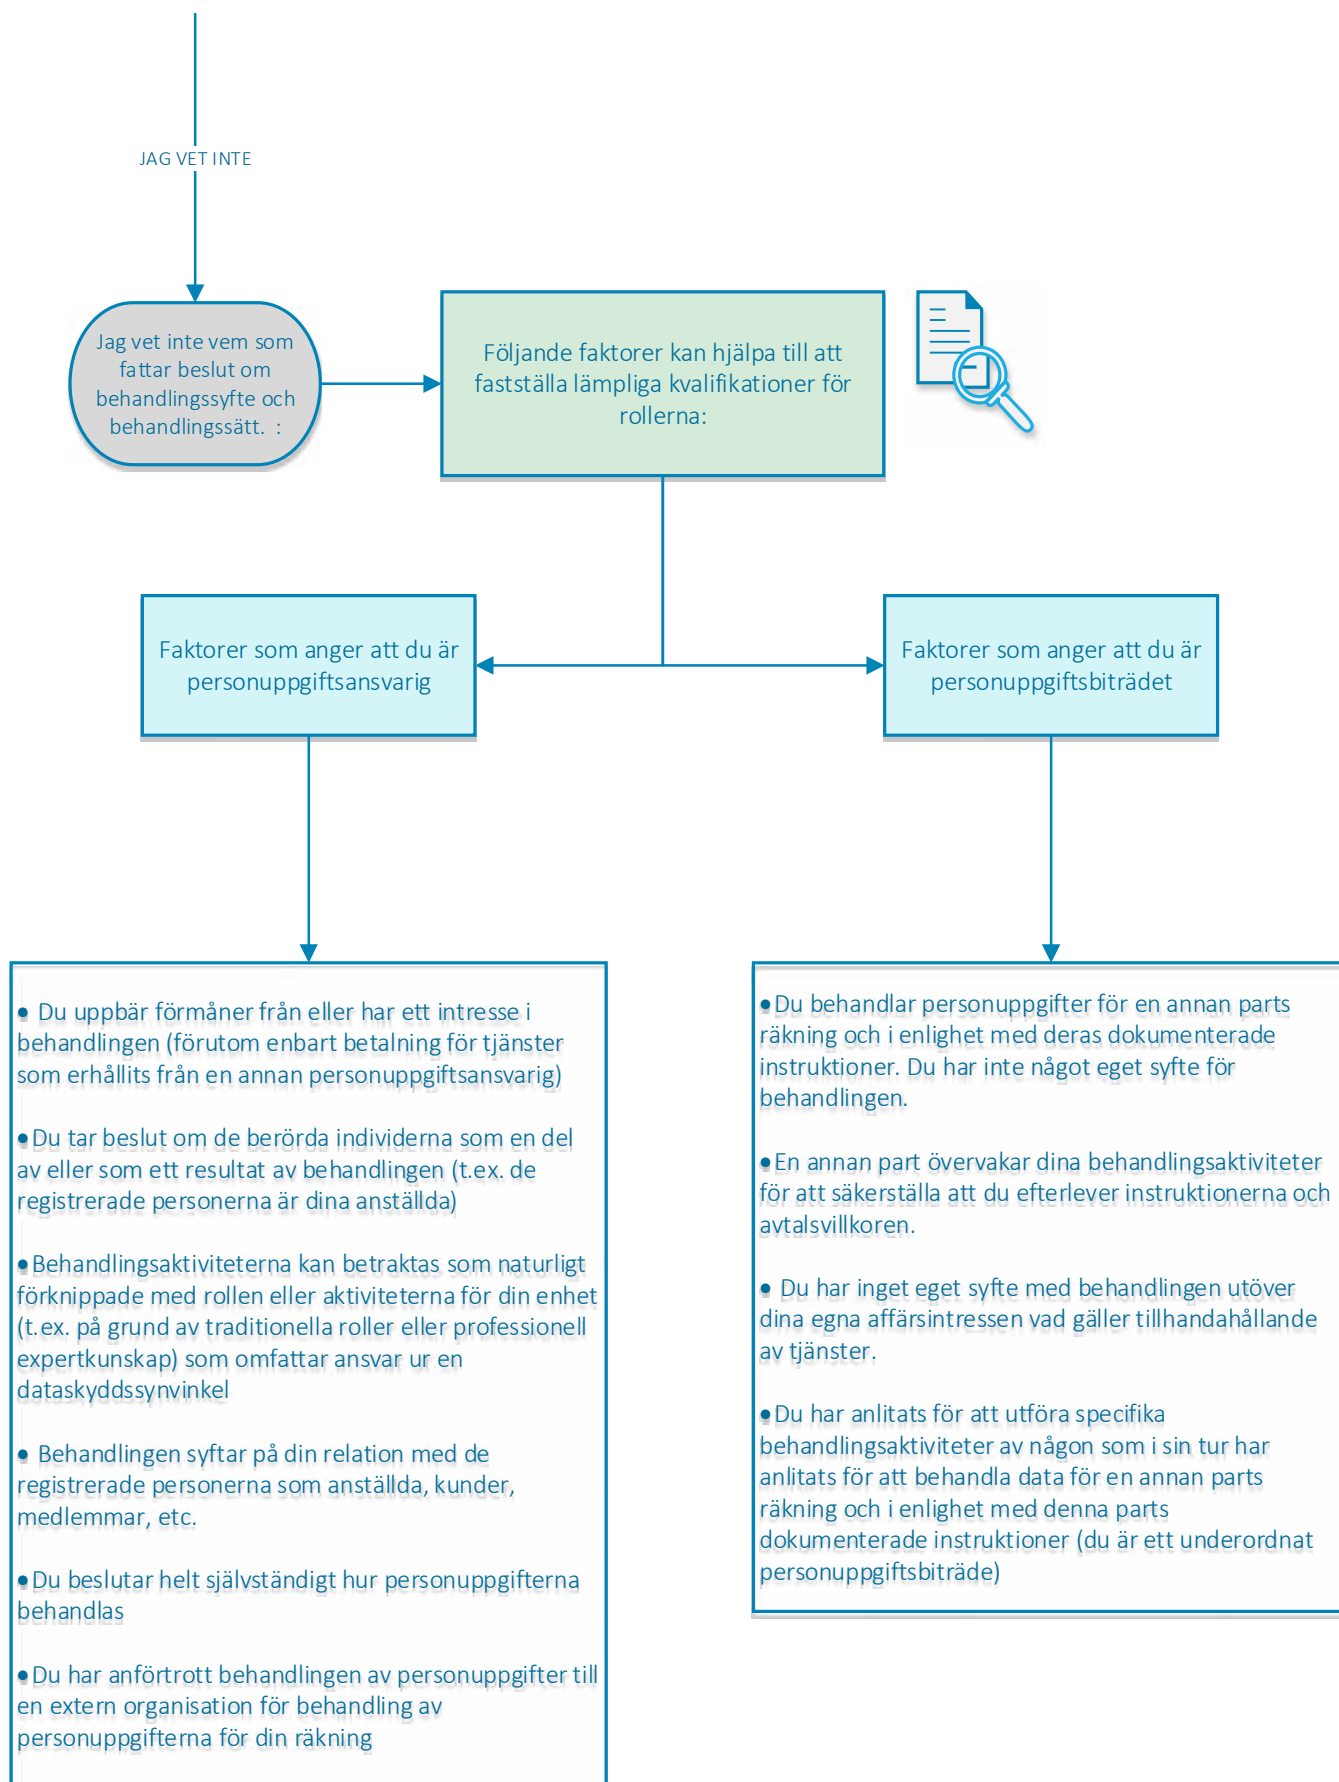 JAG VET INTE
Jag vet inte vem som
fattar beslut om
behandlingssyfte och
behandlingssätt.  :
Följande faktorer kan hjälpa till att
fastställa lämpliga kvalifikationer för
rollerna:
Faktorer som anger att du är
personuppgiftsansvarig
Faktorer som anger att du är
personuppgiftsbiträdet
• Du uppbär förmåner från eller har ett intresse i
behandlingen (förutom enbart betalning för tjänster
som erhållits från en annan personuppgiftsansvarig)
•Du tar beslut om de berörda individerna som en del
av eller som ett resultat av behandlingen (t.ex. de
registrerade personerna är dina anställda)
•Behandlingsaktiviteterna kan betraktas som naturligt
förknippade med rollen eller aktiviteterna för din enhet
(t.ex. på grund av traditionella roller eller professionell
expertkunskap) som omfattar ansvar ur en
dataskyddssynvinkel
• Behandlingen syftar på din relation med de
registrerade personerna som anställda, kunder,
medlemmar, etc.
•Du beslutar helt självständigt hur personuppgifterna
behandlas
•Du har anförtrott behandlingen av personuppgifter till
en extern organisation för behandling av
personuppgifterna för din räkning
•Du behandlar personuppgifter för en annan parts
räkning och i enlighet med deras dokumenterade
instruktioner. Du har inte något eget syfte för
behandlingen.
•En annan part övervakar dina behandlingsaktiviteter
för att säkerställa att du efterlever instruktionerna och
avtalsvillkoren.
• Du har inget eget syfte med behandlingen utöver
dina egna affärsintressen vad gäller tillhandahållande
av tjänster.
•Du har anlitats för att utföra specifika
behandlingsaktiviteter av någon som i sin tur har
anlitats för att behandla data för en annan parts
räkning och i enlighet med denna parts
dokumenterade instruktioner (du är ett underordnat
personuppgiftsbiträde)